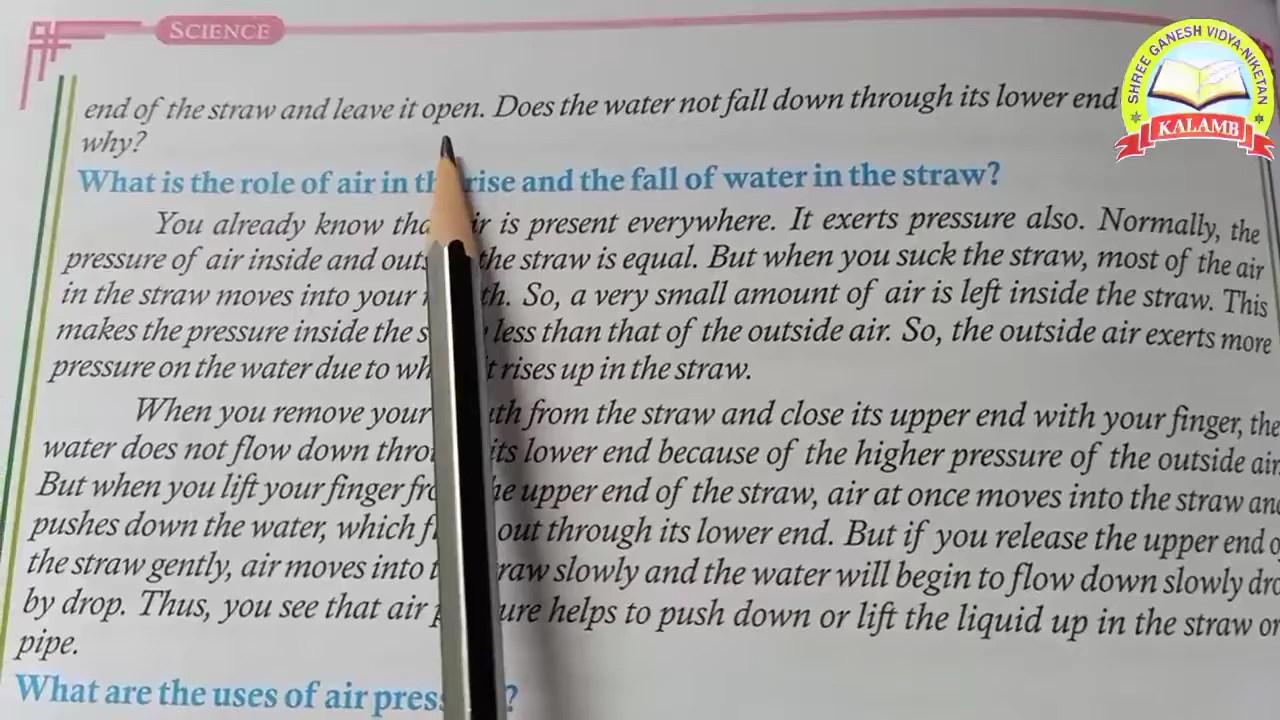 SCIENCE
SHREE GANESH VIDYA-NIKETAN
KALAMB
end of the straw and leave it open. Does the water not fall down through its lower end
why?
What is the role of air in th rise and the fall of water in the straw?
You already know tha ir is present everywhere. It exerts pressure also. Normally, the
pressure of air inside and outs the straw is equal. But when you suck the straw, most of the air
in the straw moves into your th. So, a very small amount of air is left inside the straw. This
makes the pressure inside the s less than that of the outside air. So, the outside air exerts more
pressure on the water due to wh it rises up in the straw.
When you remove your uth from the straw and close its upper end with your finger, the
water does not flow down thro its lower end because of the higher pressure of the outside air
But when you lift your finger fro he upper end of the straw, air at once moves into the straw and
pushes down the water, which f out through its lower end. But if you release the upper end o
the straw gently, air moves into t raw slowly and the water will begin to flow down slowly dro
by drop. Thus, you see that air p ure helps to push down or lift the liquid up in the straw or
pipe.
What are the uses of air pres ?